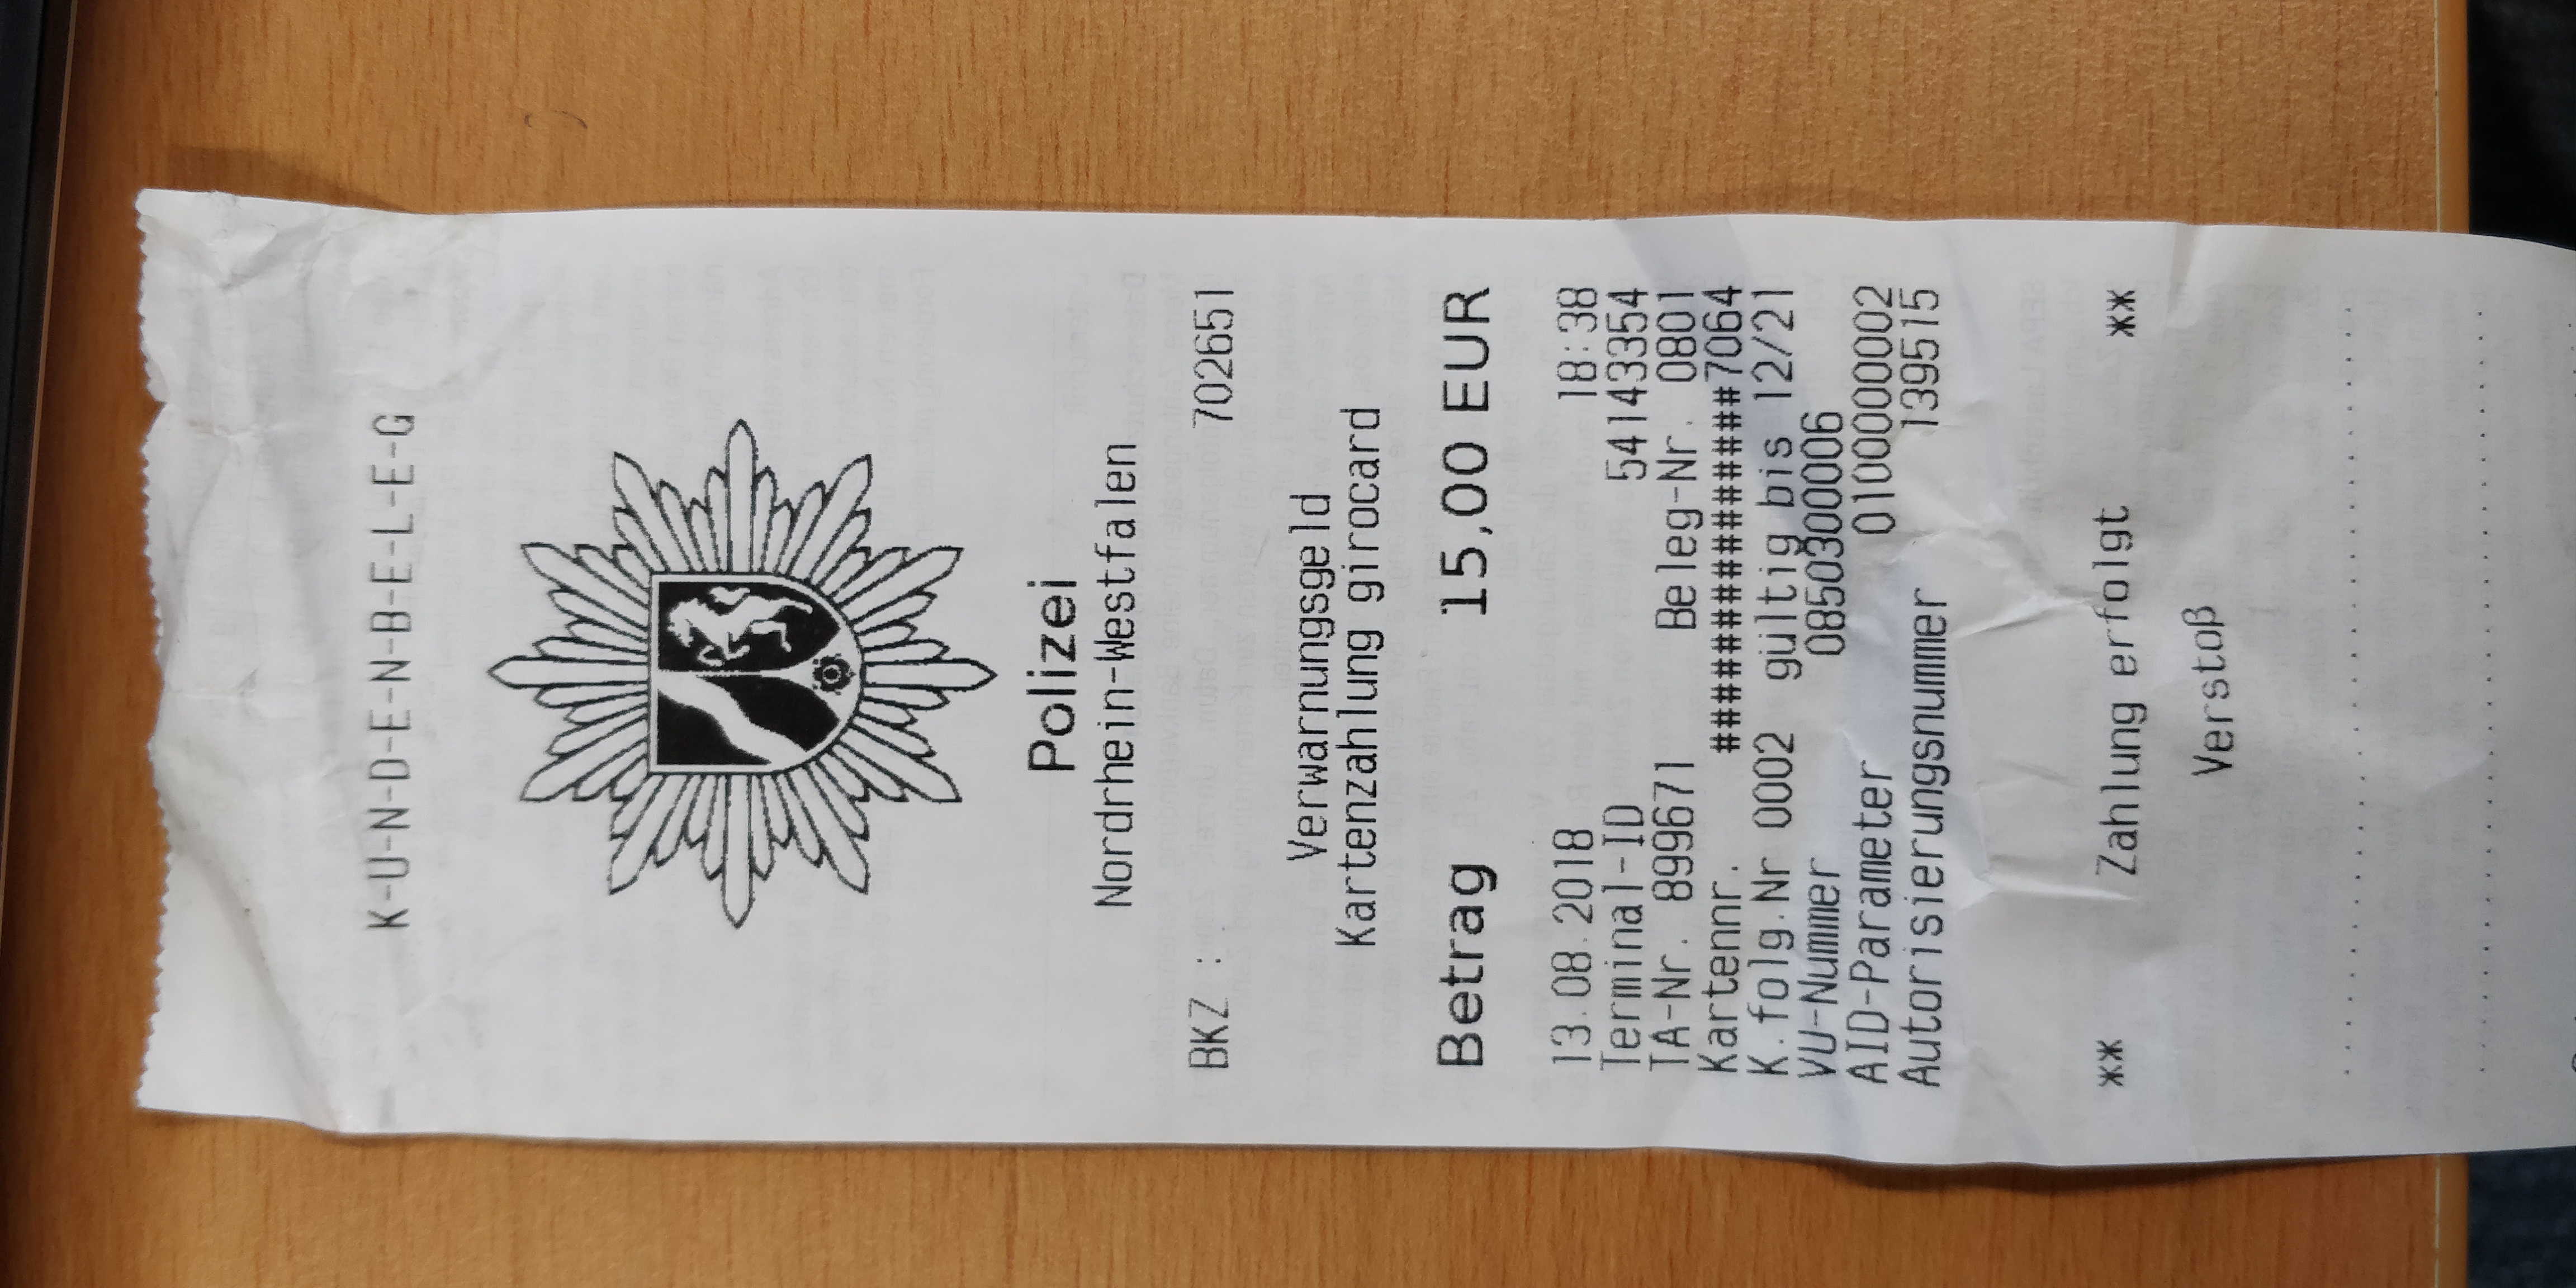 K-U-N-D-E-N-B-E-L-E-G
Polizei
Nordrhein-Westfalen
BKZ : 702651
Verwarnungsgeld
Kartenzahlung girocard
Betrag 15,00 EUR
13.08.2018 18:38
Terminal-ID 54143354
TA-Nr. 899671 Beleg-Nr. 0801
Kartennr. ###############7064
K.folg.Nr 0002 gültig bis 12/21
VU-Nummer 0850300006
AID-Parameter 0100000002
Autorisierungsnummer 139515
** Zahlung erfolgt **
Verstoß